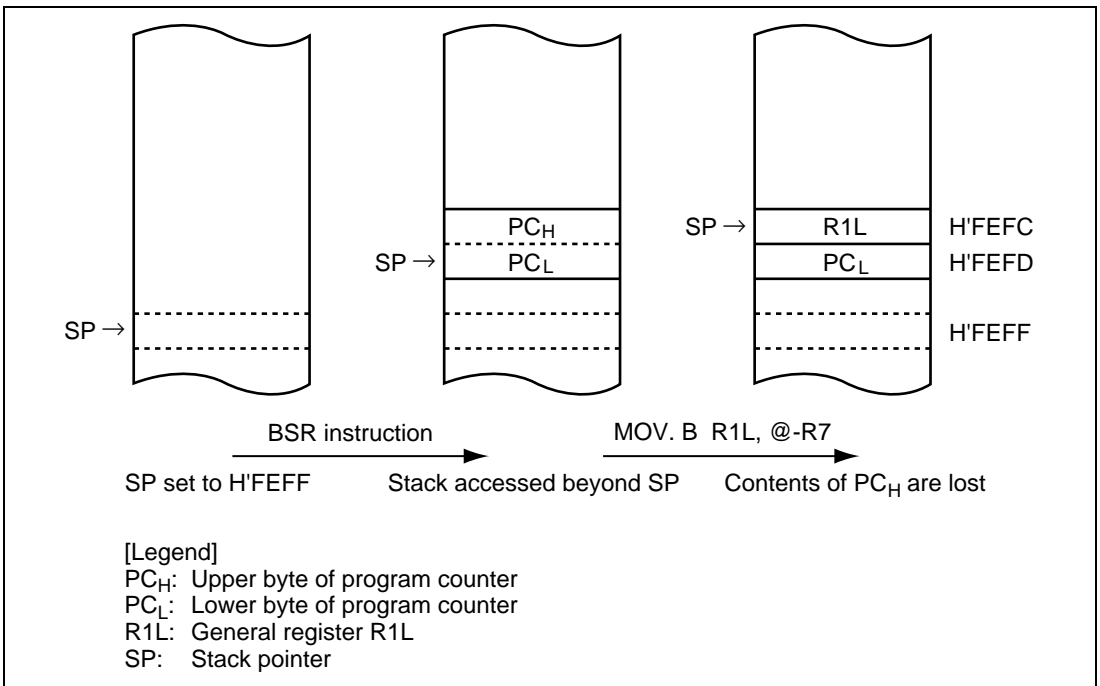 PCH
SP → R1L H'FEFC
SP → PCL PCL H'FEFD
SP → H'FEFF
BSR instruction MOV. B R1L, @-R7
SP set to H'FEFF Stack accessed beyond SP Contents of PCH are lost
[Legend]
PCH: Upper byte of program counter
PCL: Lower byte of program counter
R1L: General register R1L
SP: Stack pointer